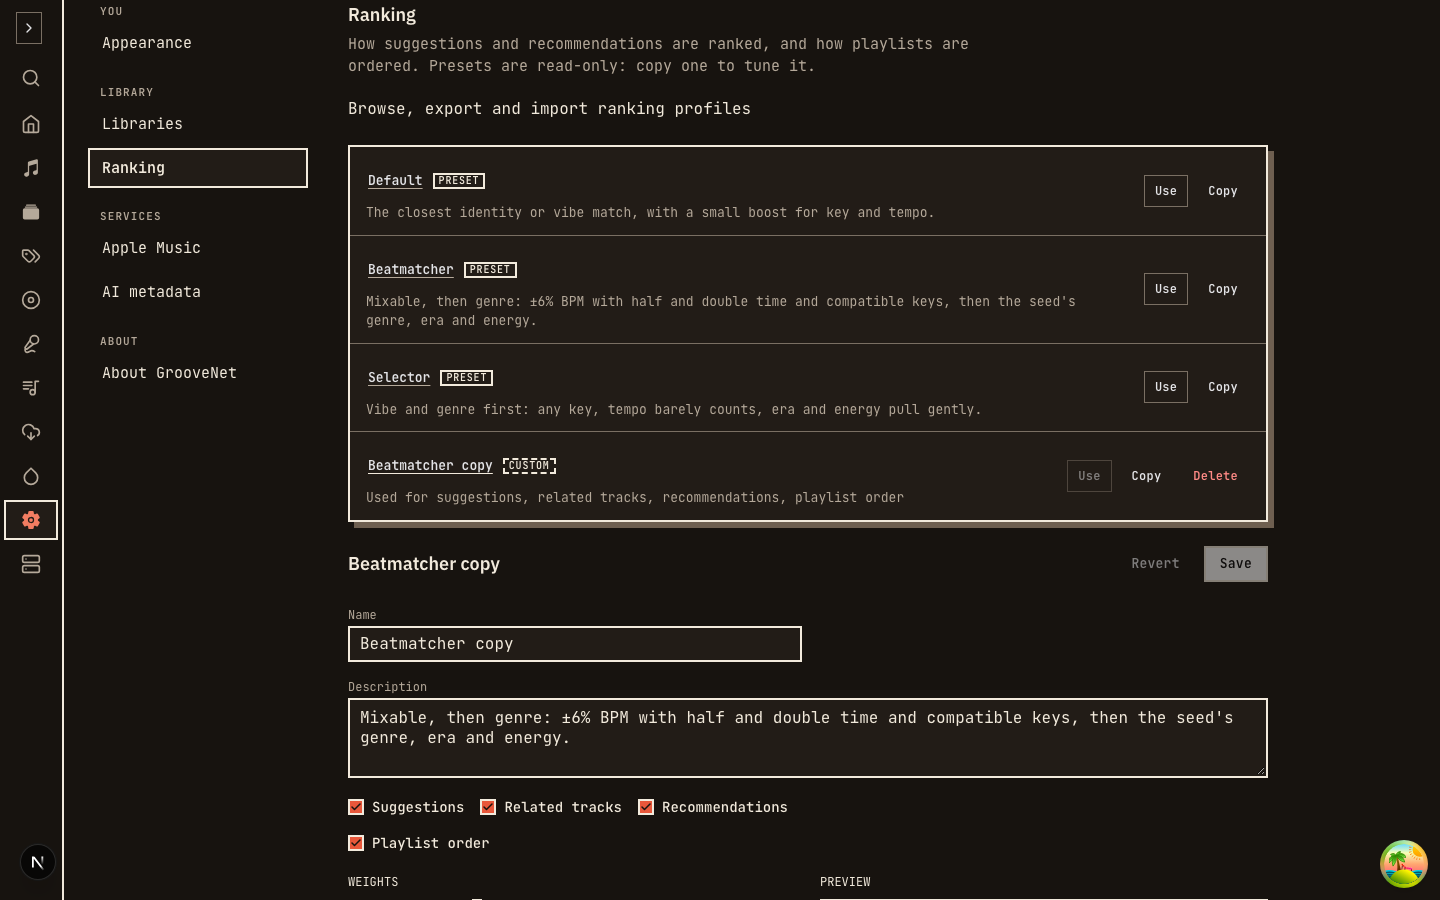 YOU
Appearance
LIBRARY
Libraries
Ranking
SERVICES
Apple Music
AI metadata
ABOUT
About GrooveNet
Ranking
How suggestions and recommendations are ranked, and how playlists are
ordered. Presets are read-only: copy one to tune it.
Browse, export and import ranking profiles
Default PRESET
The closest identity or vibe match, with a small boost for key and tempo.
Use Copy
Beatmatcher PRESET
Mixable, then genre: ±6% BPM with half and double time and compatible keys, then the seed's
genre, era and energy.
Use Copy
Selector PRESET
Vibe and genre first: any key, tempo barely counts, era and energy pull gently.
Use Copy
Beatmatcher copy CUSTOM
Used for suggestions, related tracks, recommendations, playlist order
Use Copy Delete
Beatmatcher copy
Revert Save
Name
Beatmatcher copy
Description
Mixable, then genre: ±6% BPM with half and double time and compatible keys, then the seed's
genre, era and energy.
Suggestions Related tracks Recommendations
Playlist order
WEIGHTS PREVIEW
N